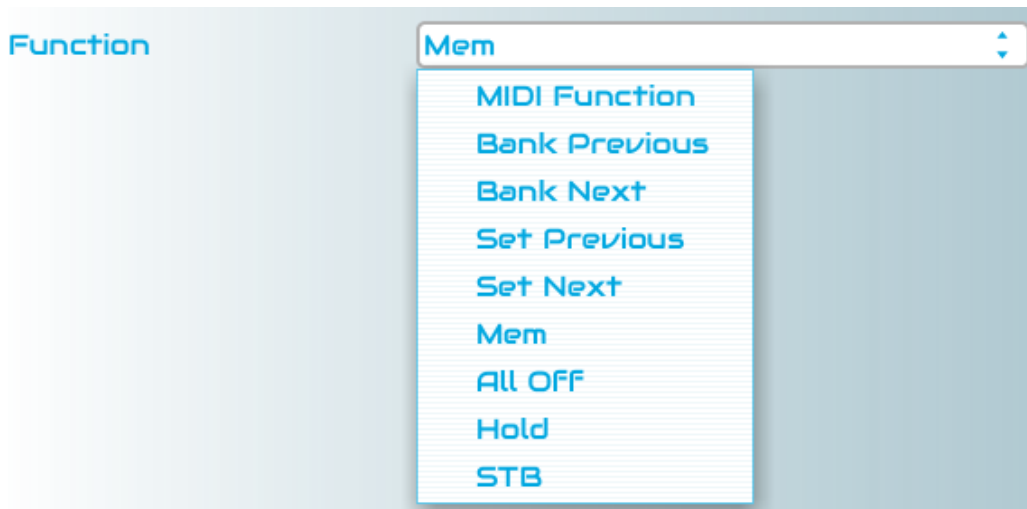 Function Mem
MIDI Function
Bank Previous
Bank Next
Set Previous
Set Next
Mem
All Off
Hold
STB